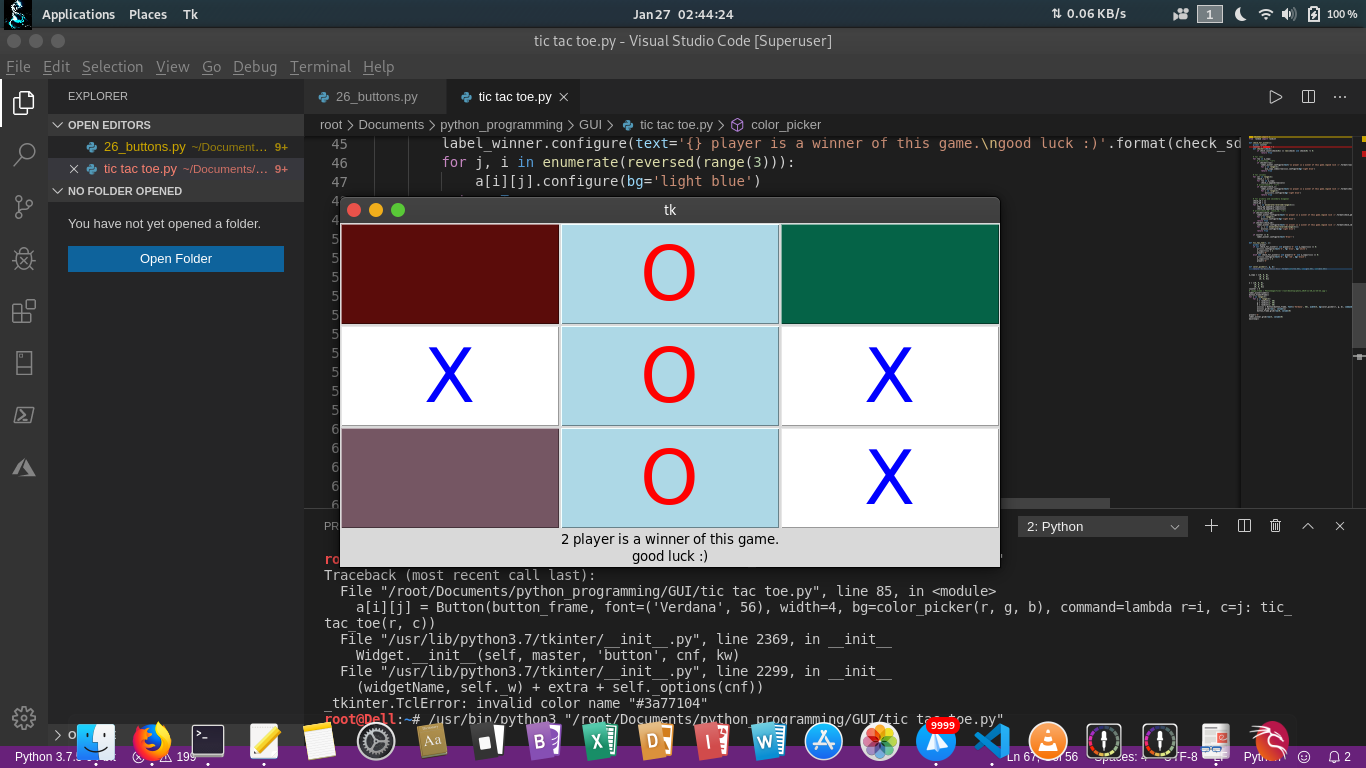 Applications Places Tk Jan 27 02:44:24 0.06 KB/s 1 100 %
tic tac toe.py - Visual Studio Code [Superuser]
File Edit Selection View Go Debug Terminal Help
EXPLORER
OPEN EDITORS
26_buttons.py ~/Document… 9+
tic tac toe.py ~/Documents/… 9+
NO FOLDER OPENED
You have not yet opened a folder.
Open Folder
26_buttons.py tic tac toe.py
root > Documents > python_programming > GUI > tic tac toe.py > color_picker
45 label_winner.configure(text='{} player is a winner of this game.\ngood luck :)'.format(check_sd
46 for j, i in enumerate(reversed(range(3))):
47 a[i][j].configure(bg='light blue')
tk
O
X O X
O X
2 player is a winner of this game.
good luck :)
2: Python
Traceback (most recent call last):
File "/root/Documents/python_programming/GUI/tic tac toe.py", line 85, in <module>
a[i][j] = Button(button_frame, font=('Verdana', 56), width=4, bg=color_picker(r, g, b), command=lambda r=i, c=j: tic_
tac_toe(r, c))
File "/usr/lib/python3.7/tkinter/__init__.py", line 2369, in __init__
Widget.__init__(self, master, 'button', cnf, kw)
File "/usr/lib/python3.7/tkinter/__init__.py", line 2299, in __init__
(widgetName, self._w) + extra + self._options(cnf))
_tkinter.TclError: invalid color name "#3a77104"
root@Dell:~# /usr/bin/python3 "/root/Documents/python_programming/GUI/tic tac toe.py"
9999
Aa B X D I W
Python 3.7. 199 Ln 67, 56 Spaces: UTF-8 LF Python 2